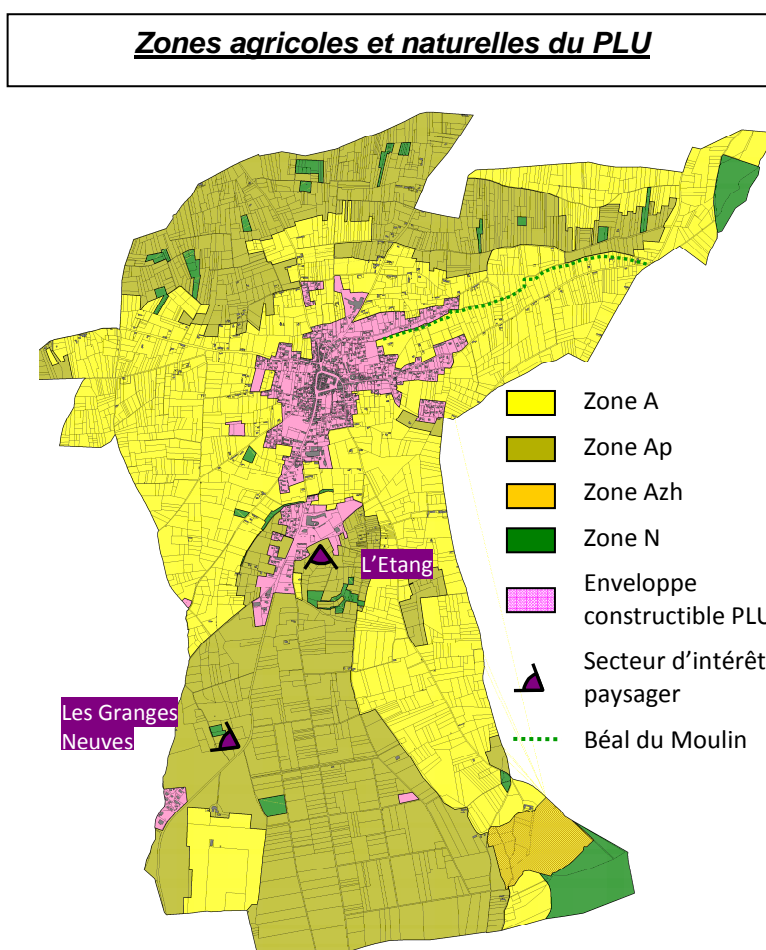 Zones agricoles et naturelles du PLU
Zone A
Zone Ap
Zone Azh
Zone N
Enveloppe
constructible PLU
Secteur d'intérêt
paysager
Béal du Moulin
L'Etang
Les Granges
Neuves